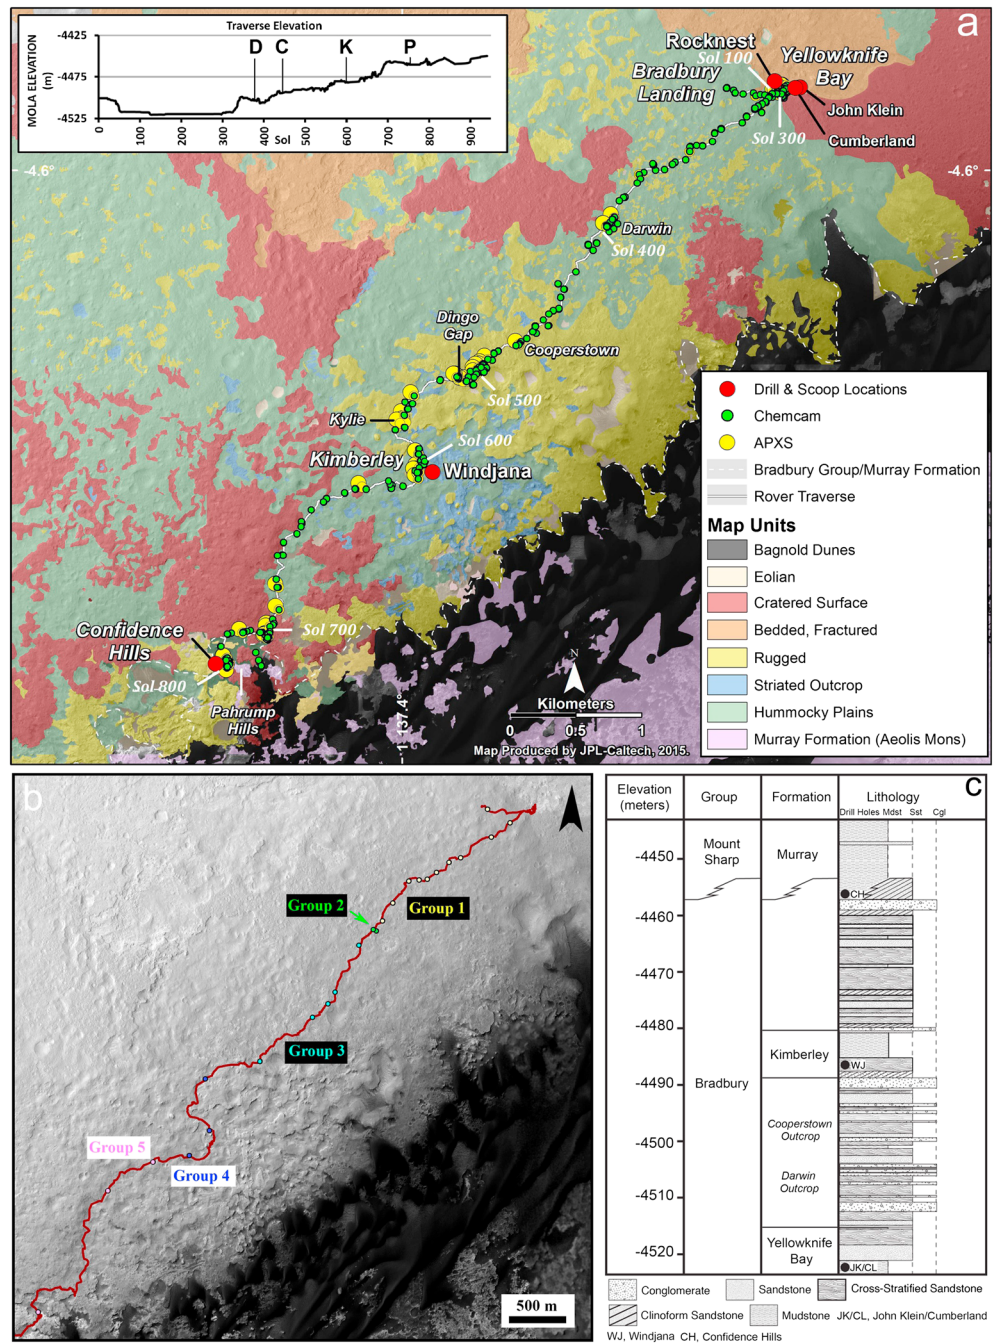 a
Traverse Elevation
-4425
-4475
-4525
MOLA ELEVATION
(m)
D C K P
0 100 200 300 400 500 600 700 800 900
Sol
Rocknest
Sol 100
Yellowknife
Bay
Bradbury
Landing
John Klein
Sol 300
Cumberland
-4.6°
-4.6°
Darwin
Sol 400
Dingo
Gap
Cooperstown
Sol 500
Kylie
Sol 600
Kimberley
Windjana
Confidence
Hills
Sol 700
Sol 800
Pahrump
Hills
137.4°
N
Kilometers
0 0.5 1
Map Produced by JPL-Caltech, 2015.
Drill & Scoop Locations
Chemcam
APXS
Bradbury Group/Murray Formation
Rover Traverse
Map Units
Bagnold Dunes
Eolian
Cratered Surface
Bedded, Fractured
Rugged
Striated Outcrop
Hummocky Plains
Murray Formation (Aeolis Mons)
b
Group 2
Group 1
Group 3
Group 5
Group 4
500 m
c
Elevation
(meters)
Group
Formation
Lithology
Drill Holes Mdst Sst Cgl
-4450
-4460
-4470
-4480
-4490
-4500
-4510
-4520
Mount
Sharp
Bradbury
Murray
Kimberley
Cooperstown
Outcrop
Darwin
Outcrop
Yellowknife
Bay
CH
WJ
JK/CL
Conglomerate Sandstone Cross-Stratified Sandstone
Clinoform Sandstone Mudstone JK/CL, John Klein/Cumberland
WJ, Windjana CH, Confidence Hills